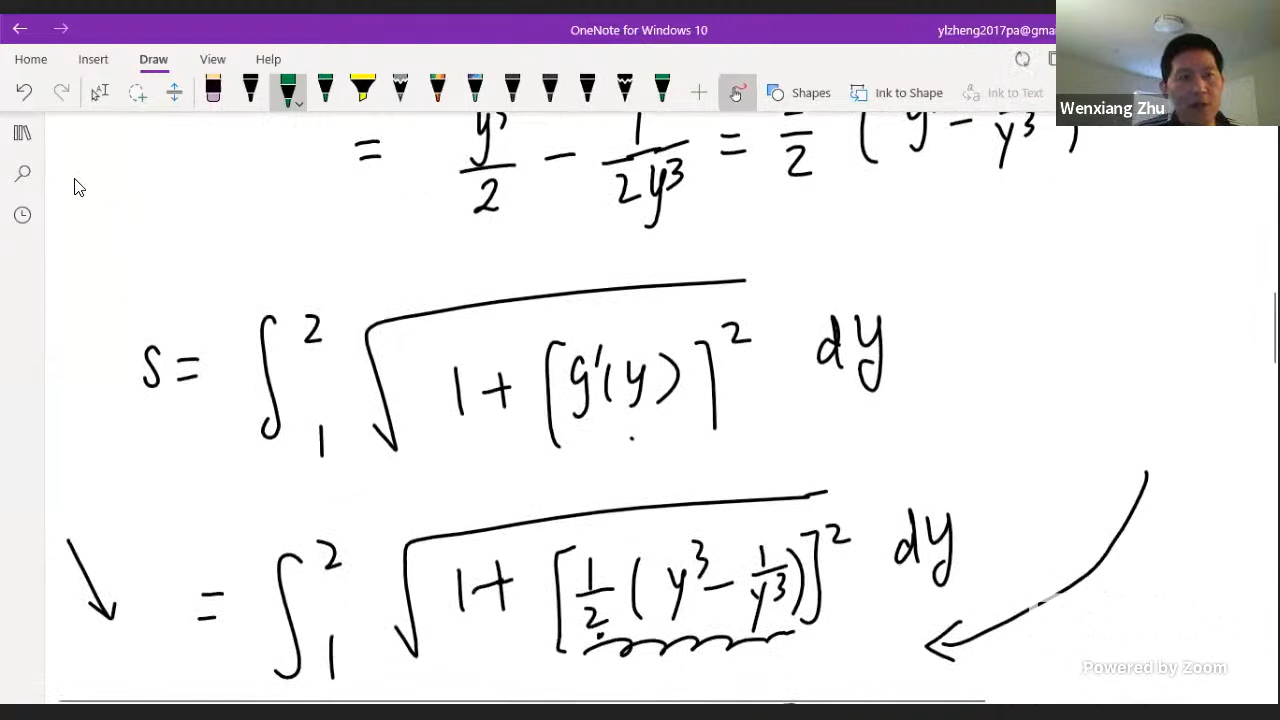 OneNote for Windows 10
ylzheng2017pa@gma
Home Insert Draw View Help
Shapes Ink to Shape Ink to Text
Wenxiang Zhu
= y³/2 − 1/2y³ = 1/2 ( y³ − 1/y³ )
s = ∫₁² √(1 + [g′(y)]²) dy
= ∫₁² √(1 + [1/2 ( y³ − 1/y³ )]²) dy
Powered by Zoom